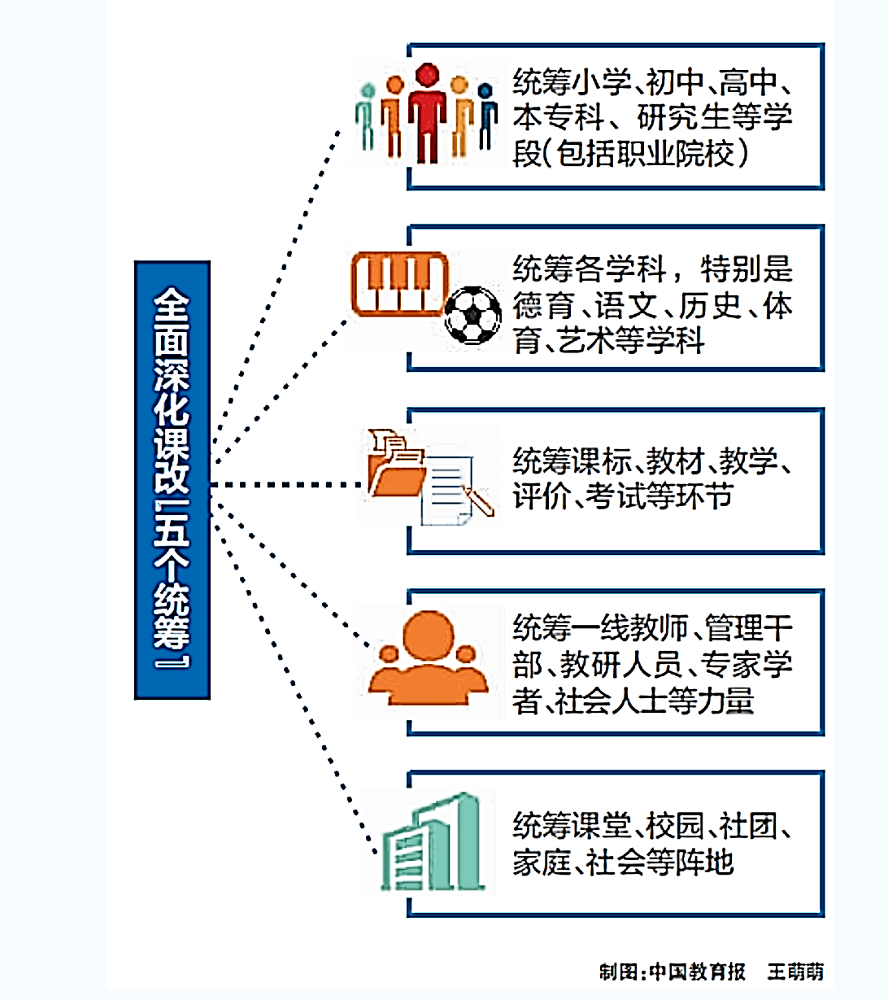 全面深化课改“五个统筹”
统筹小学、初中、高中、
本专科、研究生等学
段(包括职业院校)
统筹各学科，特别是
德育、语文、历史、体
育、艺术等学科
统筹课标、教材、教学、
评价、考试等环节
统筹一线教师、管理干
部、教研人员、专家学
者、社会人士等力量
统筹课堂、校园、社团、
家庭、社会等阵地
制图:中国教育报 王萌萌